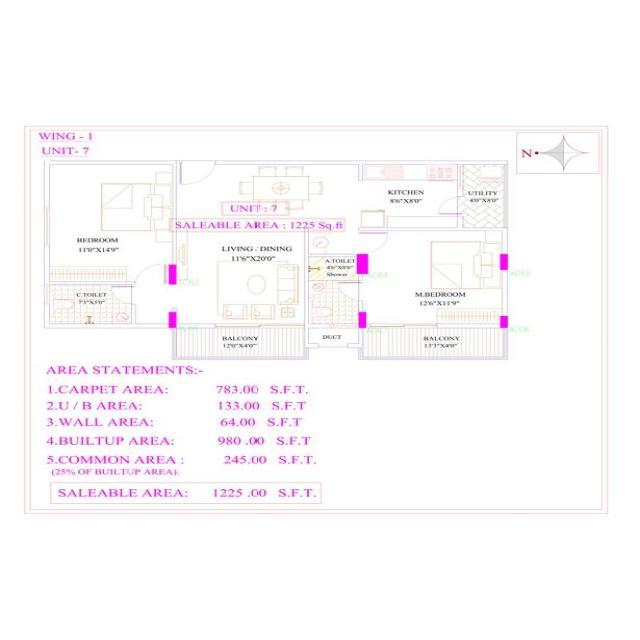 WING - 1
UNIT- 7
N
KITCHEN
8'6"X8'0"
UTILITY
4'0"X8'0"
UNIT : 7
SALEABLE AREA : 1225 Sq.ft
BEDROOM
11'0"X14'0"
LIVING / DINING
11'6"X20'0"
A.TOILET
4'6"X8'0"
Shower
M.BEDROOM
12'6"X11'9"
C.TOILET
7'3"X5'0"
BALCONY
12'0"X4'0"
DUCT
BALCONY
13'3"X4'0"
AREA STATEMENTS:-
1.CARPET AREA: 783.00 S.F.T.
2.U / B AREA: 133.00 S.F.T
3.WALL AREA: 64.00 S.F.T
4.BUILTUP AREA: 980 .00 S.F.T
5.COMMON AREA : 245.00 S.F.T.
(25% OF BUILTUP AREA).
SALEABLE AREA: 1225 .00 S.F.T.